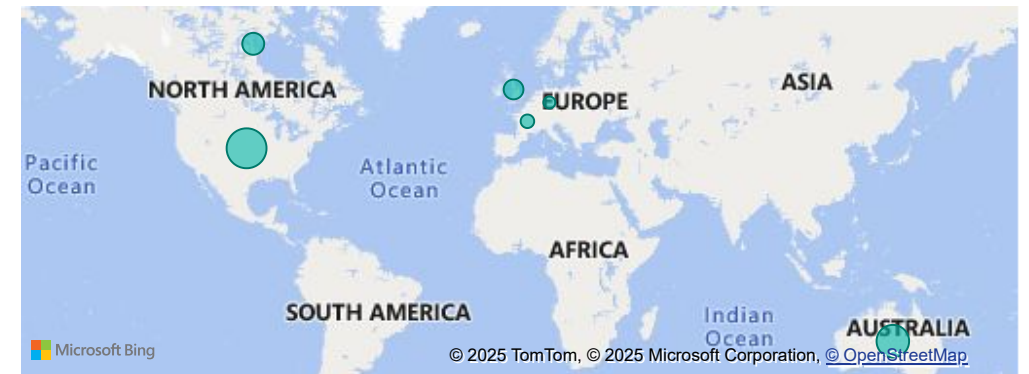 NORTH AMERICA
ASIA
EUROPE
Pacific
Ocean
Atlantic
Ocean
AFRICA
SOUTH AMERICA
Indian
Ocean
AUSTRALIA
Microsoft Bing
© 2025 TomTom, © 2025 Microsoft Corporation, © OpenStreetMap